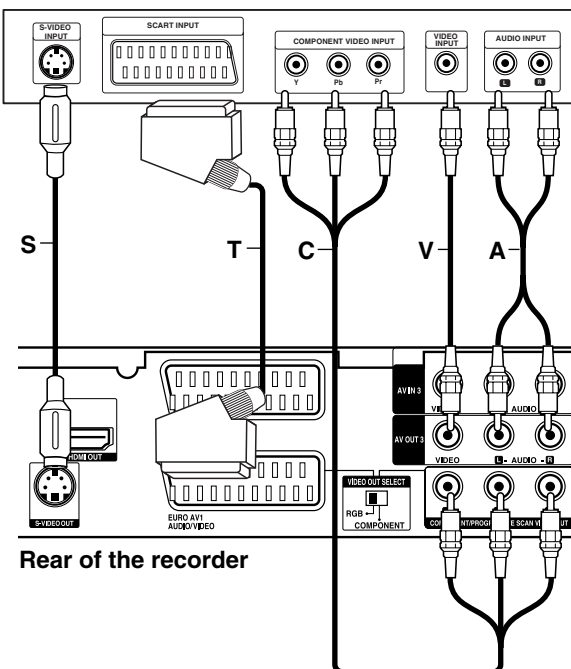 S-VIDEO
INPUT
SCART INPUT
COMPONENT VIDEO INPUT
Y Pb Pr
VIDEO
INPUT
AUDIO INPUT
L R
S
T
C
V
A
AV IN 3
AUDIO
AV OUT 3
VIDEO L - AUDIO - R
HDMI OUT
S-VIDEO OUT
EURO AV1
AUDIO/VIDEO
VIDEO OUT SELECT
RGB
COMPONENT
SCAN
Rear of the recorder